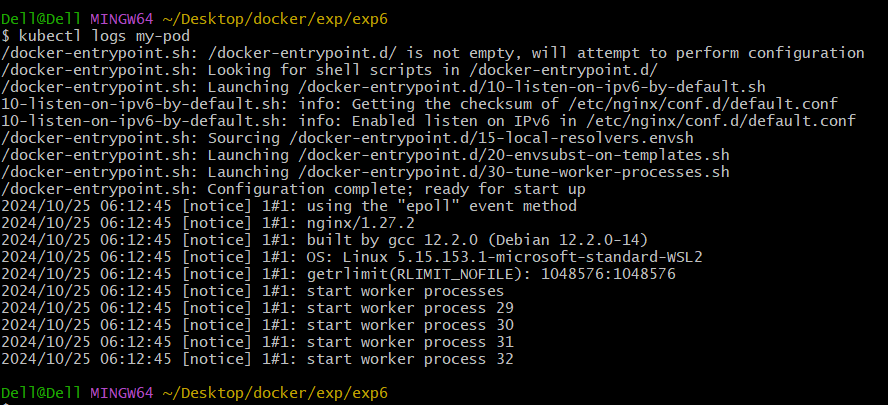 Dell@Dell MINGW64 ~/Desktop/docker/exp/exp6
$ kubectl logs my-pod
/docker-entrypoint.sh: /docker-entrypoint.d/ is not empty, will attempt to perform configuration
/docker-entrypoint.sh: Looking for shell scripts in /docker-entrypoint.d/
/docker-entrypoint.sh: Launching /docker-entrypoint.d/10-listen-on-ipv6-by-default.sh
10-listen-on-ipv6-by-default.sh: info: Getting the checksum of /etc/nginx/conf.d/default.conf
10-listen-on-ipv6-by-default.sh: info: Enabled listen on IPv6 in /etc/nginx/conf.d/default.conf
/docker-entrypoint.sh: Sourcing /docker-entrypoint.d/15-local-resolvers.envsh
/docker-entrypoint.sh: Launching /docker-entrypoint.d/20-envsubst-on-templates.sh
/docker-entrypoint.sh: Launching /docker-entrypoint.d/30-tune-worker-processes.sh
/docker-entrypoint.sh: Configuration complete; ready for start up
2024/10/25 06:12:45 [notice] 1#1: using the "epoll" event method
2024/10/25 06:12:45 [notice] 1#1: nginx/1.27.2
2024/10/25 06:12:45 [notice] 1#1: built by gcc 12.2.0 (Debian 12.2.0-14)
2024/10/25 06:12:45 [notice] 1#1: OS: Linux 5.15.153.1-microsoft-standard-WSL2
2024/10/25 06:12:45 [notice] 1#1: getrlimit(RLIMIT_NOFILE): 1048576:1048576
2024/10/25 06:12:45 [notice] 1#1: start worker processes
2024/10/25 06:12:45 [notice] 1#1: start worker process 29
2024/10/25 06:12:45 [notice] 1#1: start worker process 30
2024/10/25 06:12:45 [notice] 1#1: start worker process 31
2024/10/25 06:12:45 [notice] 1#1: start worker process 32
Dell@Dell MINGW64 ~/Desktop/docker/exp/exp6